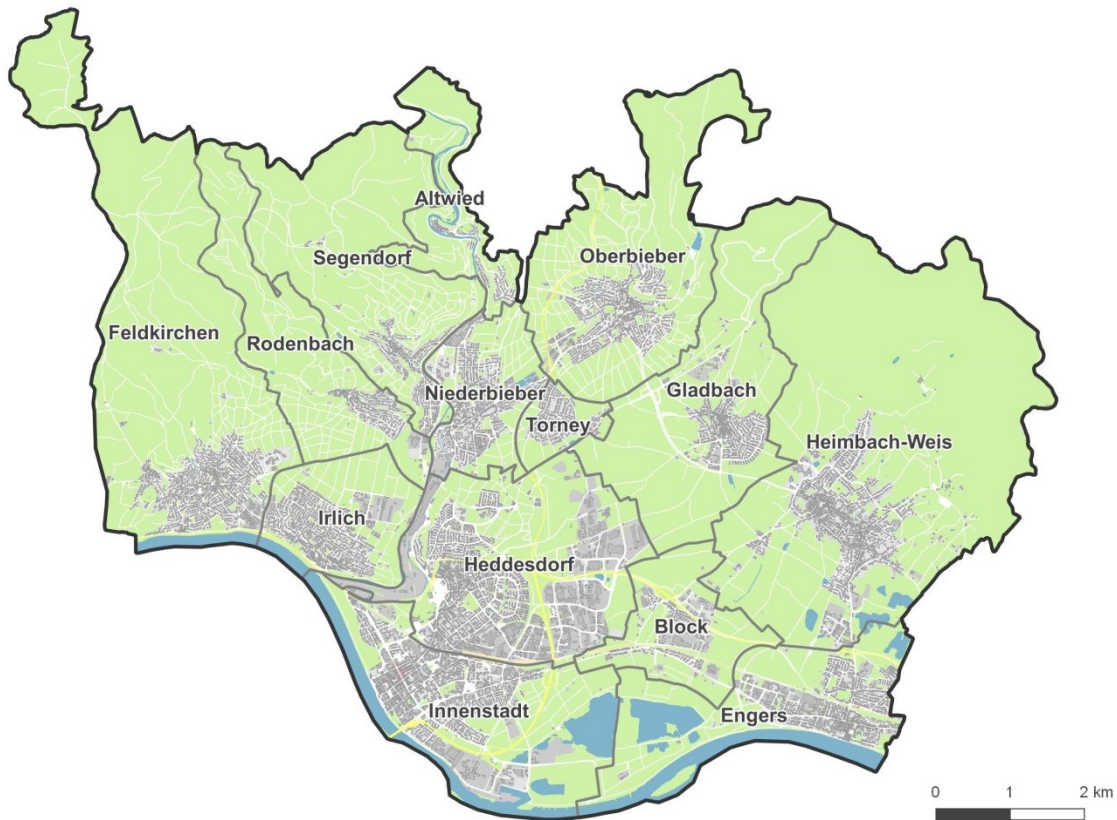 Altwied
Segendorf
Oberbieber
Feldkirchen
Rodenbach
Niederbieber
Gladbach
Torney
Heimbach-Weis
Irlich
Heddesdorf
Block
Innenstadt
Engers
0 1 2 km